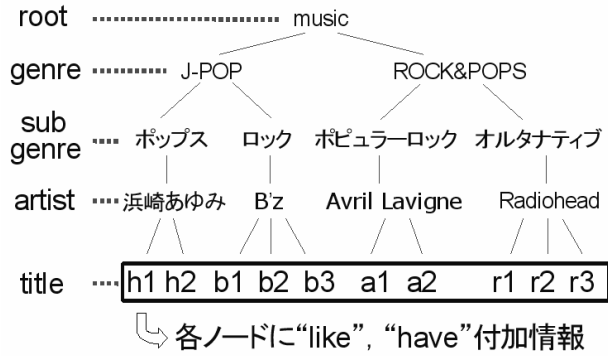 root music
genre J-POP ROCK&POPS
sub genre ポップス ロック ポピュラーロック オルタナティブ
artist 浜崎あゆみ B'z Avril Lavigne Radiohead
title h1 h2 b1 b2 b3 a1 a2 r1 r2 r3
各ノードに“like”, “have”付加情報